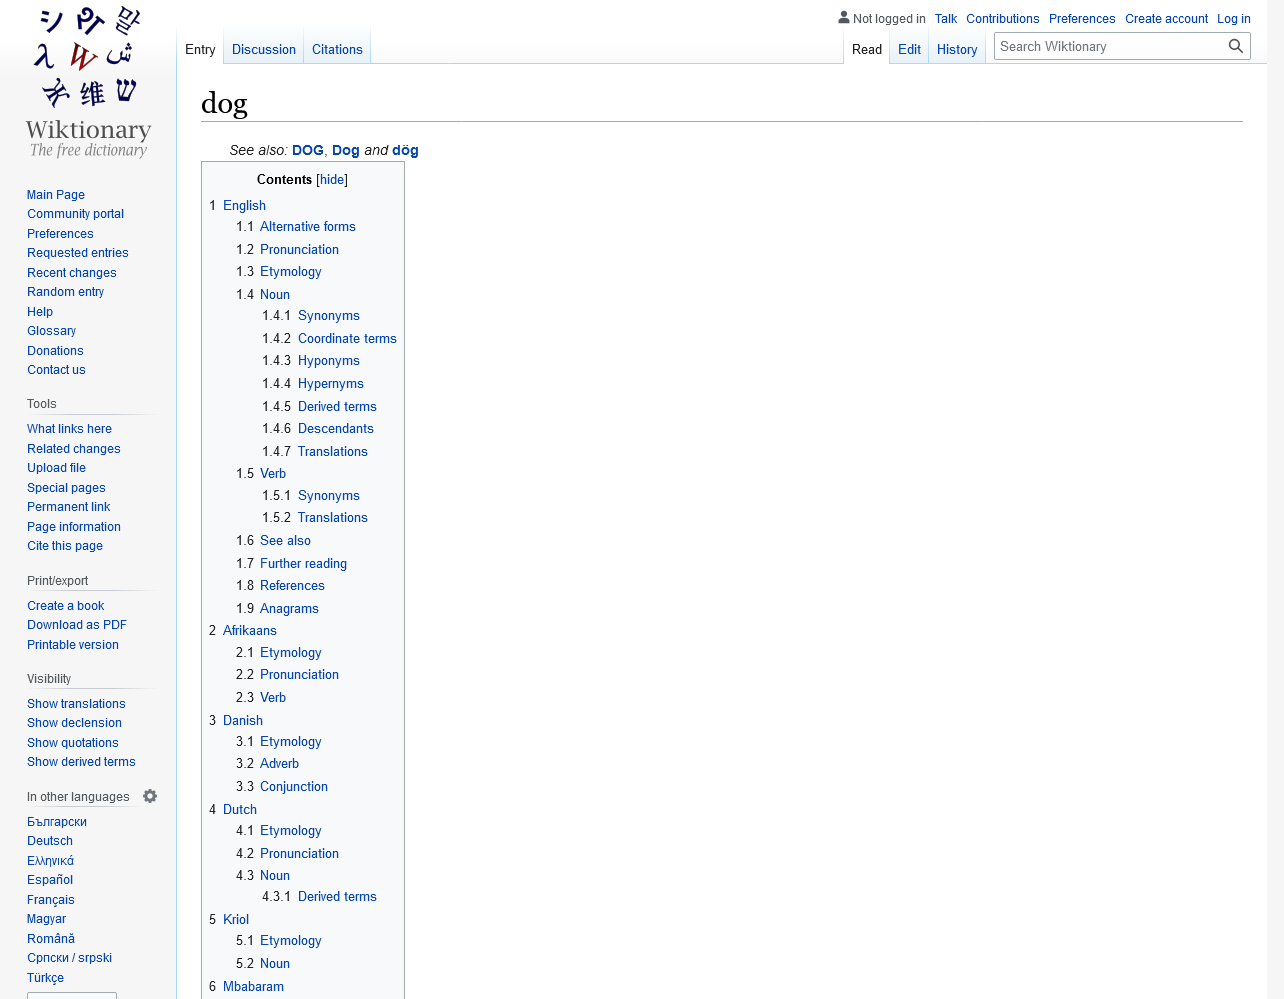 Wiktionary
The free dictionary
Main Page
Community portal
Preferences
Requested entries
Recent changes
Random entry
Help
Glossary
Donations
Contact us
Tools
What links here
Related changes
Upload file
Special pages
Permanent link
Page information
Cite this page
Print/export
Create a book
Download as PDF
Printable version
Visibility
Show translations
Show declension
Show quotations
Show derived terms
In other languages
Български
Deutsch
Ελληνικά
Español
Français
Magyar
Română
Српски / srpski
Türkçe
Not logged in Talk Contributions Preferences Create account Log in
Entry Discussion Citations Read Edit History Search Wiktionary
dog
See also: DOG, Dog and dög
Contents [hide]
1 English
1.1 Alternative forms
1.2 Pronunciation
1.3 Etymology
1.4 Noun
1.4.1 Synonyms
1.4.2 Coordinate terms
1.4.3 Hyponyms
1.4.4 Hypernyms
1.4.5 Derived terms
1.4.6 Descendants
1.4.7 Translations
1.5 Verb
1.5.1 Synonyms
1.5.2 Translations
1.6 See also
1.7 Further reading
1.8 References
1.9 Anagrams
2 Afrikaans
2.1 Etymology
2.2 Pronunciation
2.3 Verb
3 Danish
3.1 Etymology
3.2 Adverb
3.3 Conjunction
4 Dutch
4.1 Etymology
4.2 Pronunciation
4.3 Noun
4.3.1 Derived terms
5 Kriol
5.1 Etymology
5.2 Noun
6 Mbabaram